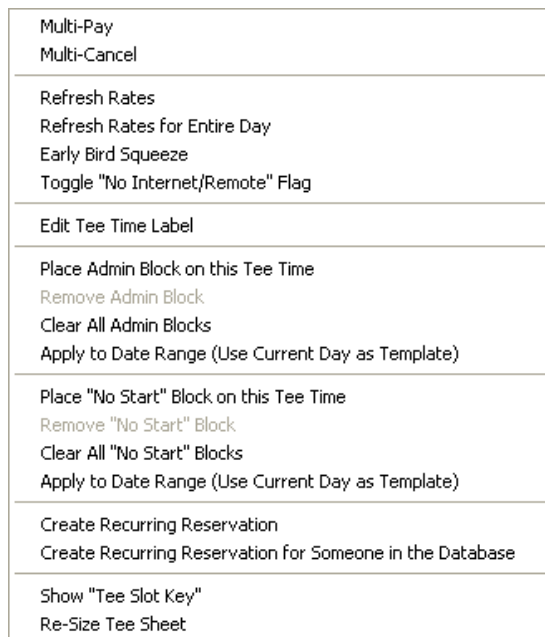 Multi-Pay
Multi-Cancel
Refresh Rates
Refresh Rates for Entire Day
Early Bird Squeeze
Toggle "No Internet/Remote" Flag
Edit Tee Time Label
Place Admin Block on this Tee Time
Remove Admin Block
Clear All Admin Blocks
Apply to Date Range (Use Current Day as Template)
Place "No Start" Block on this Tee Time
Remove "No Start" Block
Clear All "No Start" Blocks
Apply to Date Range (Use Current Day as Template)
Create Recurring Reservation
Create Recurring Reservation for Someone in the Database
Show "Tee Slot Key"
Re-Size Tee Sheet